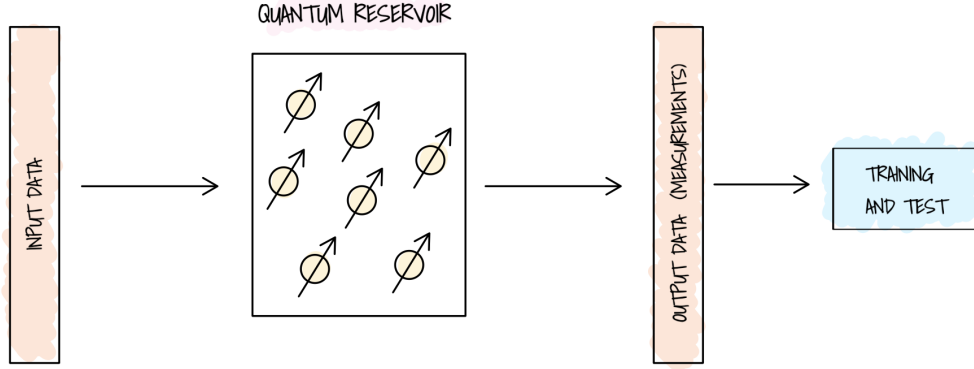 QUANTUM RESERVOIR
INPUT DATA
OUTPUT DATA (MEASUREMENTS)
TRAINING
AND TEST